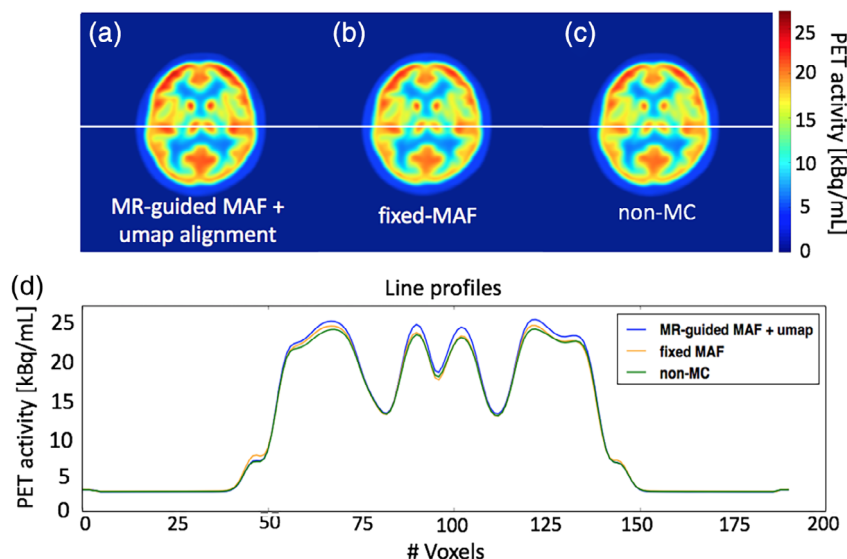 (a)
(b)
(c)
MR-guided MAF +
umap alignment
fixed-MAF
non-MC
20
15
10
5
0
PET activity [kBq/mL]
(d)
Line profiles
PET activity [kBq/mL]
25
20
15
10
5
0
MR-guided MAF + umap
fixed MAF
non-MC
0
25
50
75
100
125
150
175
200
# Voxels